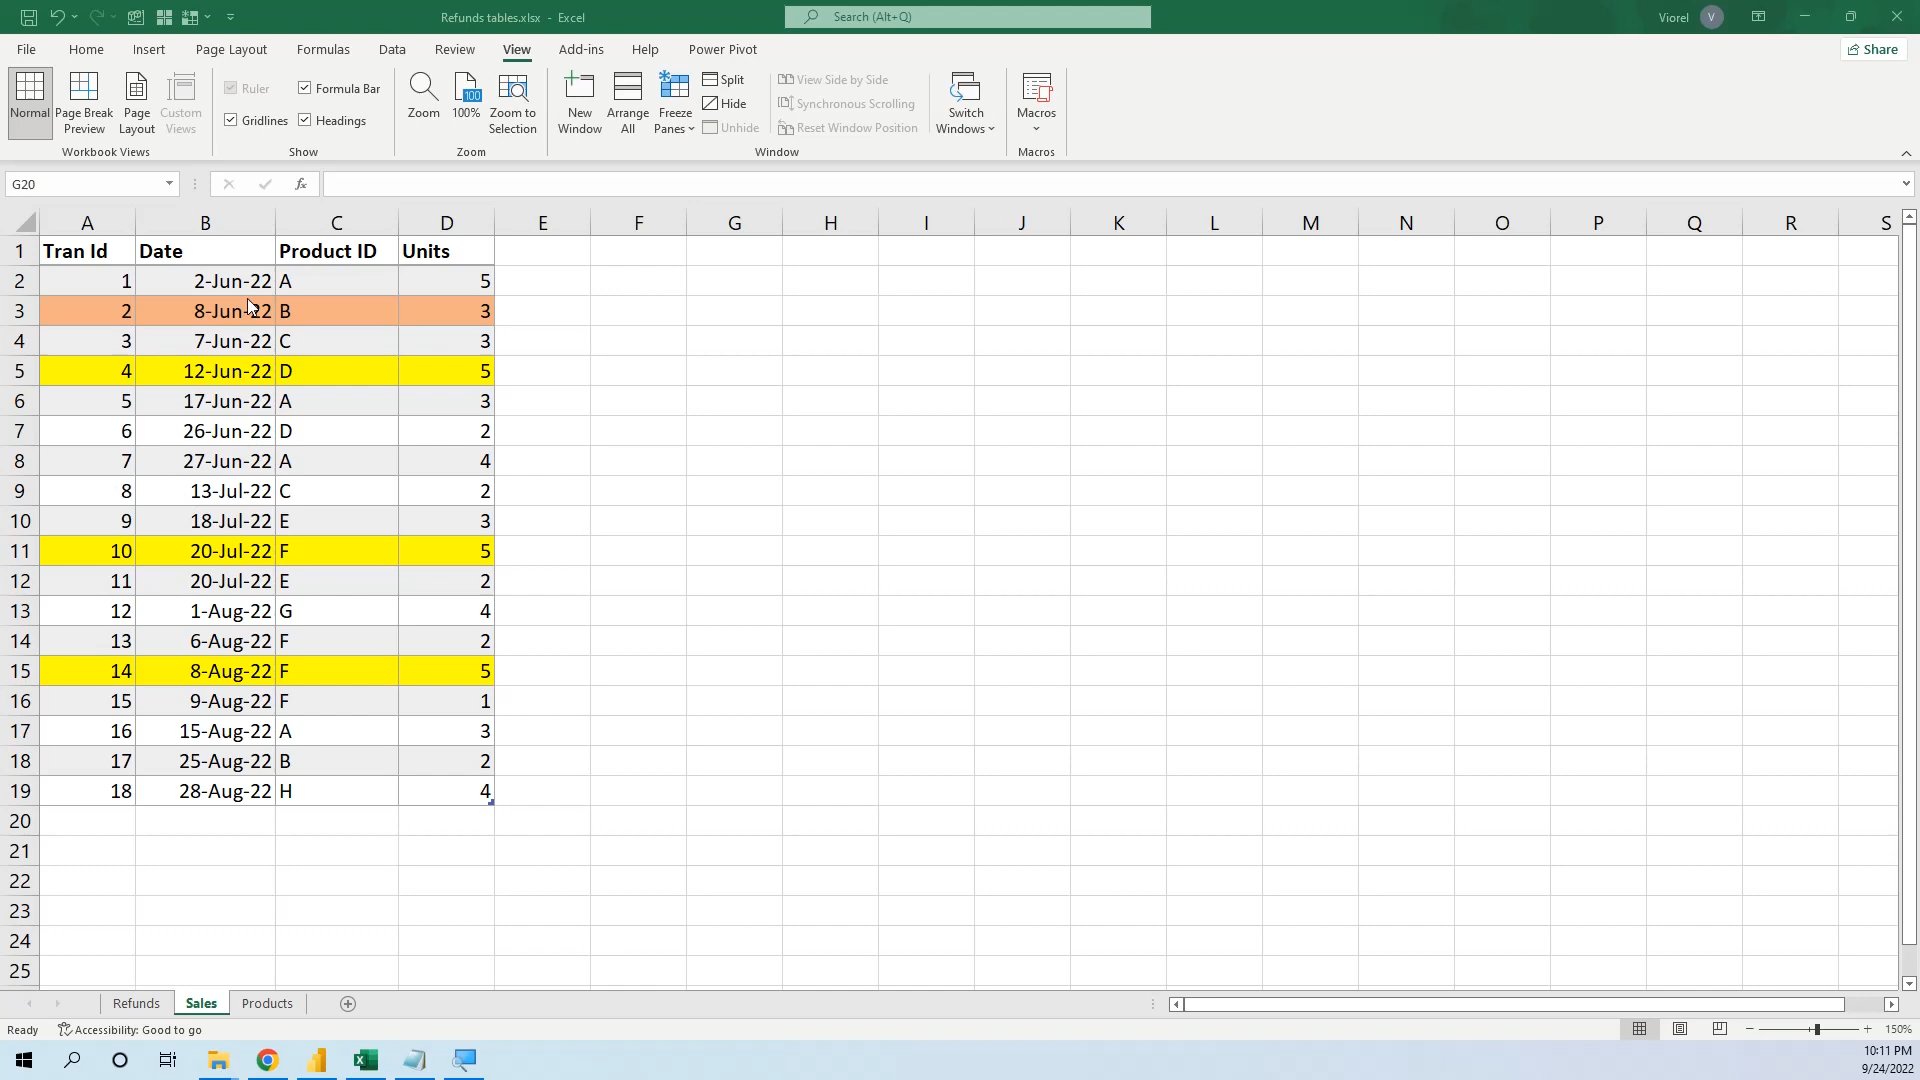 Refunds tables.xlsx - Excel
Search (Alt+Q)
Viorel V
File Home Insert Page Layout Formulas Data Review View Add-ins Help Power Pivot
Share
Normal
Page Break Preview
Page Layout
Custom Views
Workbook Views
Ruler
Formula Bar
Gridlines
Headings
Show
Zoom
100
100%
Zoom to Selection
Zoom
New Window
Arrange All
Freeze Panes
Split
Hide
Unhide
View Side by Side
Synchronous Scrolling
Reset Window Position
Window
Switch Windows
Macros
Macros
G20
fx
A B C D E F G H I J K L M N O P Q R S
1 Tran Id Date Product ID Units
2 1 2-Jun-22 A 5
3 2 8-Jun-22 B 3
4 3 7-Jun-22 C 3
5 4 12-Jun-22 D 5
6 5 17-Jun-22 A 3
7 6 26-Jun-22 D 2
8 7 27-Jun-22 A 4
9 8 13-Jul-22 C 2
10 9 18-Jul-22 E 3
11 10 20-Jul-22 F 5
12 11 20-Jul-22 E 2
13 12 1-Aug-22 G 4
14 13 6-Aug-22 F 2
15 14 8-Aug-22 F 5
16 15 9-Aug-22 F 1
17 16 15-Aug-22 A 3
18 17 25-Aug-22 B 2
19 18 28-Aug-22 H 4
20
21
22
23
24
25
Refunds Sales Products
Ready Accessibility: Good to go
150%
10:11 PM
9/24/2022